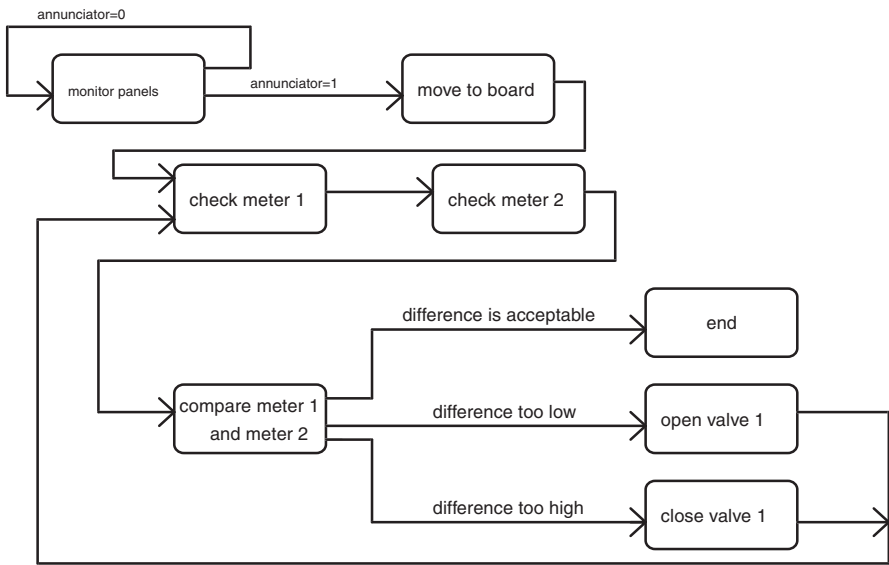 annunciator=0
monitor panels
annunciator=1
move to board
check meter 1
check meter 2
difference is acceptable
end
compare meter 1
and meter 2
difference too low
open valve 1
difference too high
close valve 1